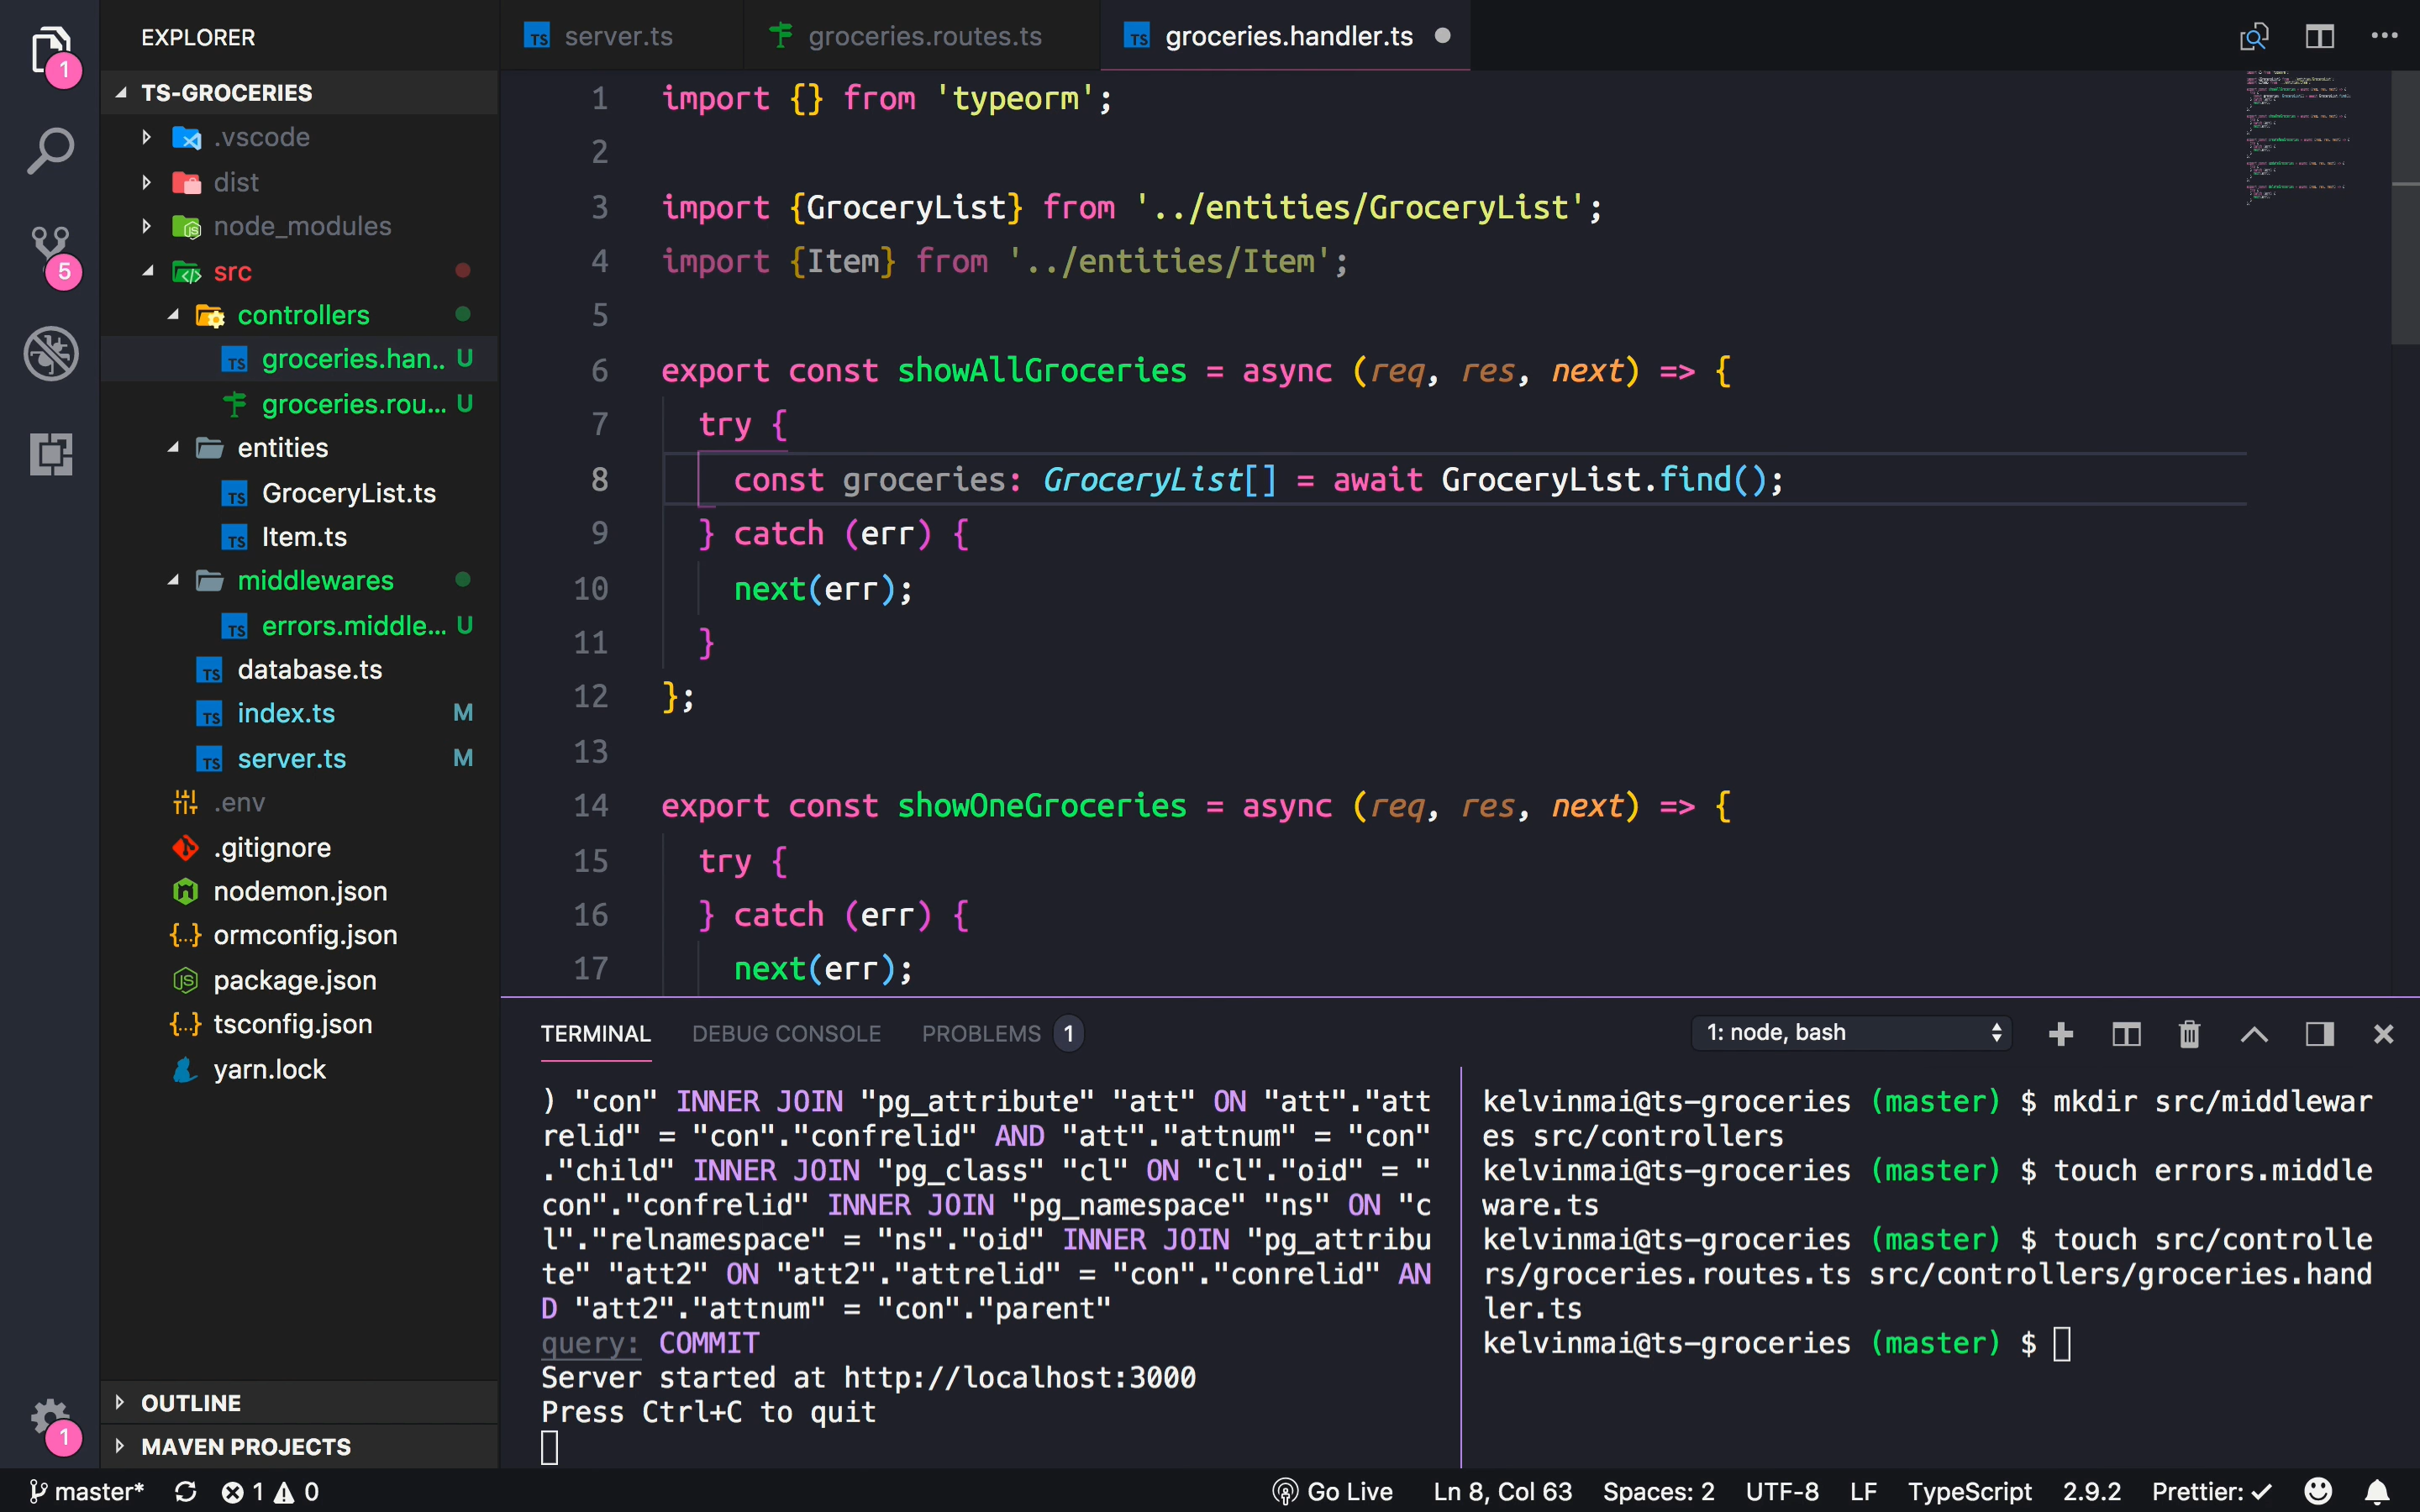 EXPLORER
TS-GROCERIES
.vscode
dist
node_modules
src
controllers
groceries.han.. U
groceries.rou... U
entities
GroceryList.ts
Item.ts
middlewares
errors.middle... U
database.ts
index.ts M
server.ts M
.env
.gitignore
nodemon.json
ormconfig.json
package.json
tsconfig.json
yarn.lock
OUTLINE
MAVEN PROJECTS
1
5
1
server.ts groceries.routes.ts groceries.handler.ts
1 import {} from 'typeorm';
2
3 import {GroceryList} from '../entities/GroceryList';
4 import {Item} from '../entities/Item';
5
6 export const showAllGroceries = async (req, res, next) => {
7 try {
8 const groceries: GroceryList[] = await GroceryList.find();
9 } catch (err) {
10 next(err);
11 }
12 };
13
14 export const showOneGroceries = async (req, res, next) => {
15 try {
16 } catch (err) {
17 next(err);
TERMINAL DEBUG CONSOLE PROBLEMS 1 1: node, bash
) "con" INNER JOIN "pg_attribute" "att" ON "att"."att
relid" = "con"."confrelid" AND "att"."attnum" = "con"
."child" INNER JOIN "pg_class" "cl" ON "cl"."oid" = "
con"."confrelid" INNER JOIN "pg_namespace" "ns" ON "c
l"."relnamespace" = "ns"."oid" INNER JOIN "pg_attribu
te" "att2" ON "att2"."attrelid" = "con"."conrelid" AN
D "att2"."attnum" = "con"."parent"
query: COMMIT
Server started at http://localhost:3000
Press Ctrl+C to quit
kelvinmai@ts-groceries (master) $ mkdir src/middlewar
es src/controllers
kelvinmai@ts-groceries (master) $ touch errors.middle
ware.ts
kelvinmai@ts-groceries (master) $ touch src/controlle
rs/groceries.routes.ts src/controllers/groceries.hand
ler.ts
kelvinmai@ts-groceries (master) $
master* 1 0 Go Live Ln 8, Col 63 Spaces: 2 UTF-8 LF TypeScript 2.9.2 Prettier: ✓